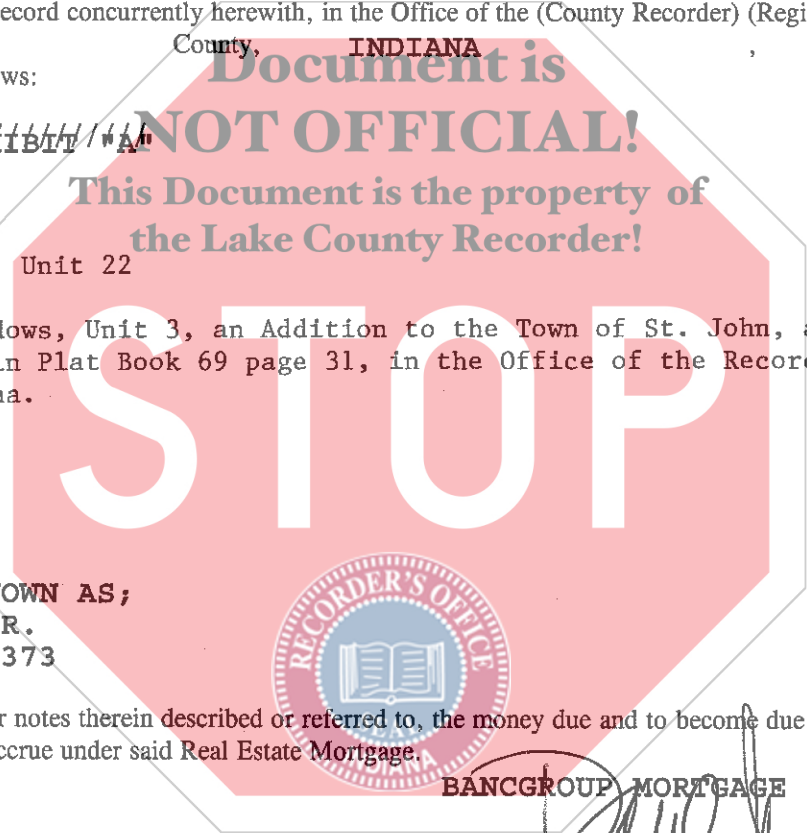 ecord concurrently herewith, in the Office of the (County Recorder) (Regi
County, INDIANA ,
Document is
ws:
NOT OFFICIAL!
IBIT "A"
This Document is the property of
the Lake County Recorder!
Unit 22
lows, Unit 3, an Addition to the Town of St. John, a
in Plat Book 69 page 31, in the Office of the Recor
na.
STOP
OWN AS;
R.
373
RECORDER'S OFFICE
r notes therein described or referred to, the money due and to become due
ccrue under said Real Estate Mortgage.
INDIANA
BANCGROUP MORTGAGE